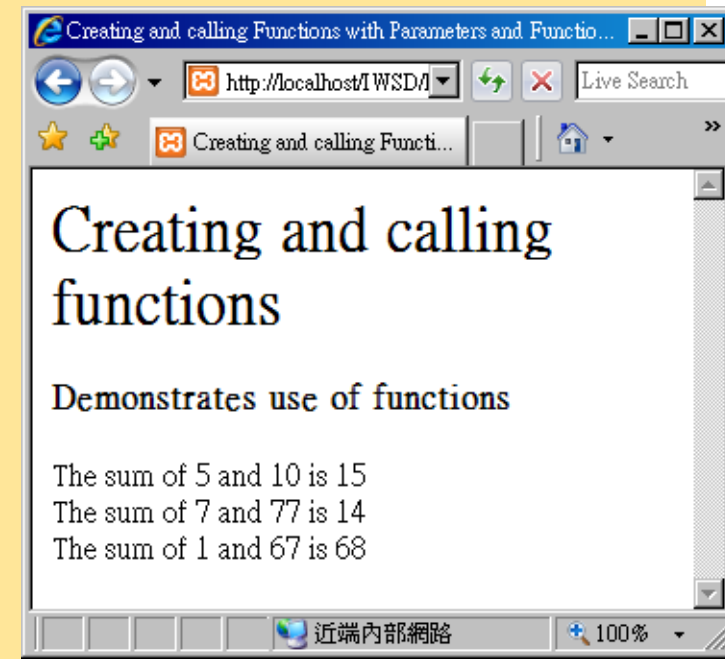 Creating and calling Functions with Parameters and Functio...
http://localhost/IWSD/
Live Search
Creating and calling Functi...
»
Creating and calling
functions
Demonstrates use of functions
The sum of 5 and 10 is 15
The sum of 7 and 77 is 14
The sum of 1 and 67 is 68
近端內部網路
100%